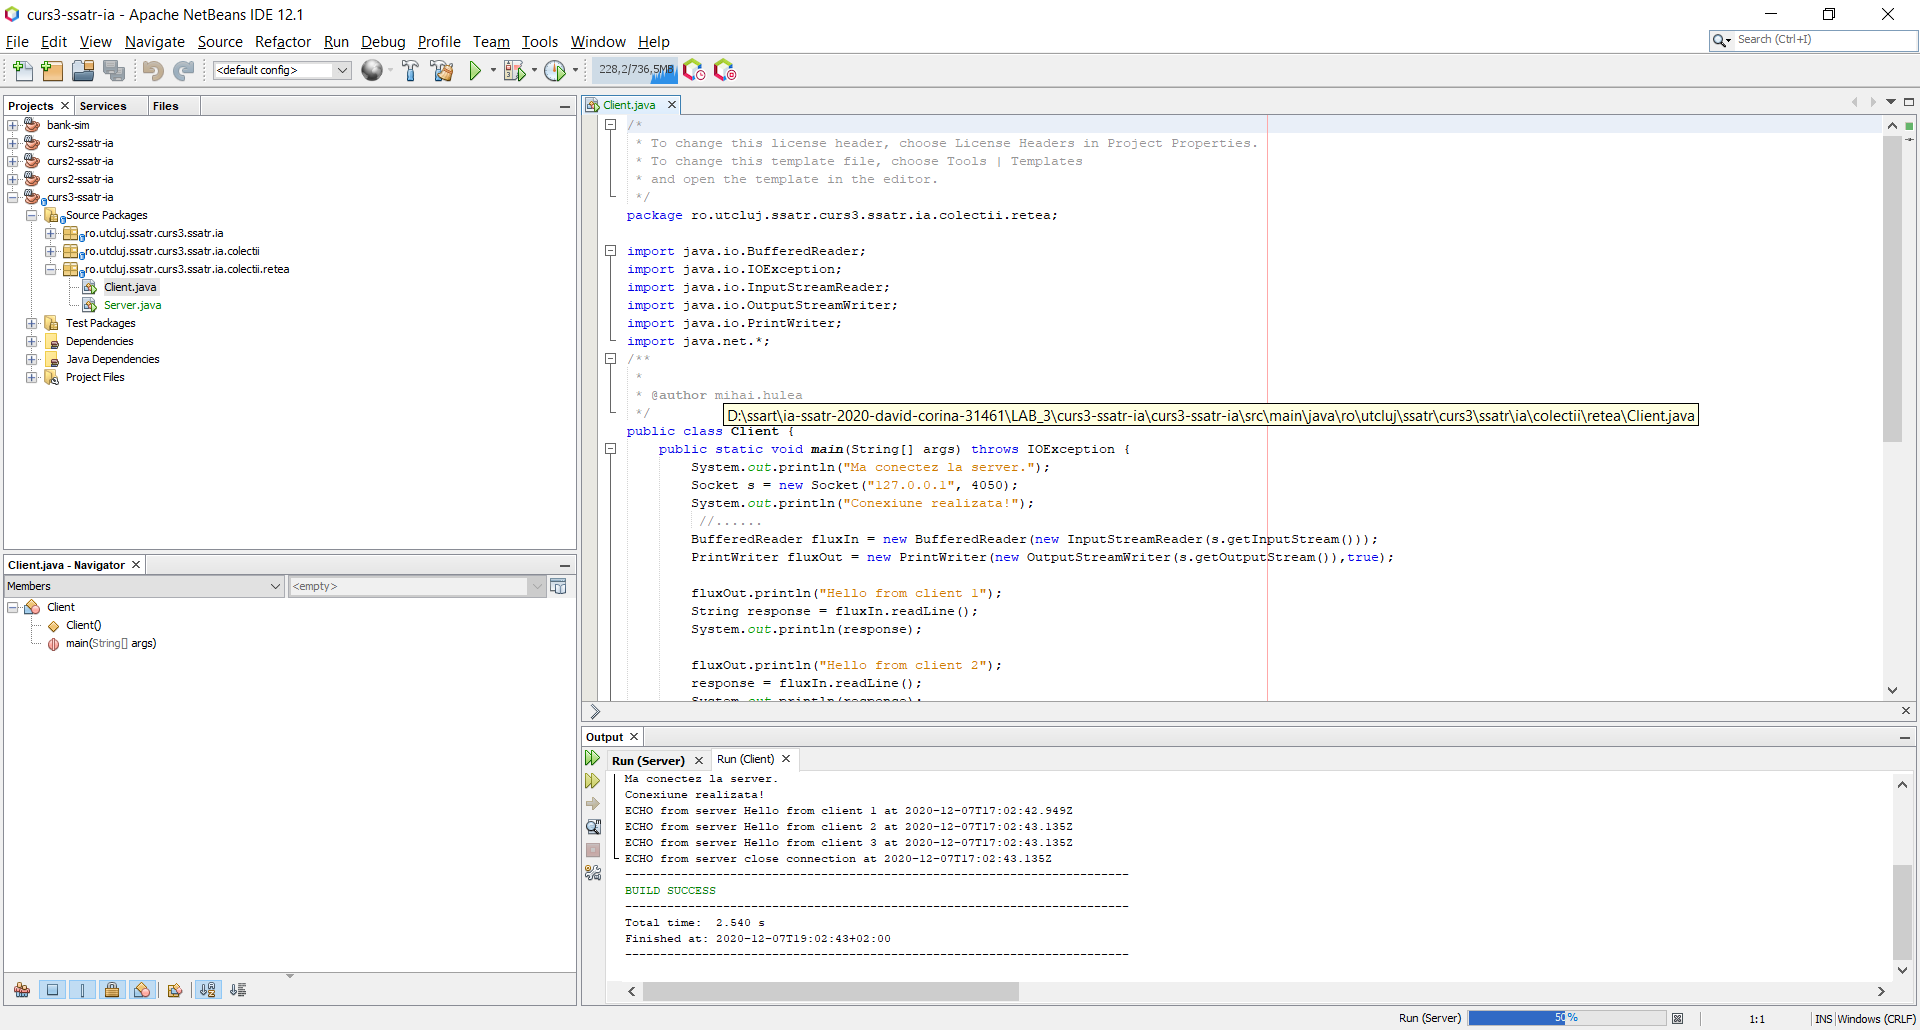 curs3-ssatr-ia - Apache NetBeans IDE 12.1
File Edit View Navigate Source Refactor Run Debug Profile Team Tools Window Help
Search (Ctrl+I)
<default config>
228,2/736,5MB
Projects Services Files
bank-sim
curs2-ssatr-ia
curs2-ssatr-ia
curs2-ssatr-ia
curs3-ssatr-ia
Source Packages
ro.utcluj.ssatr.curs3.ssatr.ia
ro.utcluj.ssatr.curs3.ssatr.ia.colectii
ro.utcluj.ssatr.curs3.ssatr.ia.colectii.retea
Client.java
Server.java
Test Packages
Dependencies
Java Dependencies
Project Files
Client.java - Navigator
Members
<empty>
Client
Client()
main(String[] args)
Client.java
/*
* To change this license header, choose License Headers in Project Properties.
* To change this template file, choose Tools | Templates
* and open the template in the editor.
*/
package ro.utcluj.ssatr.curs3.ssatr.ia.colectii.retea;
import java.io.BufferedReader;
import java.io.IOException;
import java.io.InputStreamReader;
import java.io.OutputStreamWriter;
import java.io.PrintWriter;
import java.net.*;
/**
*
* @author mihai.hulea
*/
D:\ssart\ia-ssatr-2020-david-corina-31461\LAB_3\curs3-ssatr-ia\curs3-ssatr-ia\src\main\java\ro\utcluj\ssatr\curs3\ssatr\ia\colectii\retea\Client.java
public class Client {
public static void main(String[] args) throws IOException {
System.out.println("Ma conectez la server.");
Socket s = new Socket("127.0.0.1", 4050);
System.out.println("Conexiune realizata!");
//......
BufferedReader fluxIn = new BufferedReader(new InputStreamReader(s.getInputStream()));
PrintWriter fluxOut = new PrintWriter(new OutputStreamWriter(s.getOutputStream()),true);
fluxOut.println("Hello from client 1");
String response = fluxIn.readLine();
System.out.println(response);
fluxOut.println("Hello from client 2");
response = fluxIn.readLine();
System.out.println(response);
Output
Run (Server) Run (Client)
Ma conectez la server.
Conexiune realizata!
ECHO from server Hello from client 1 at 2020-12-07T17:02:42.949Z
ECHO from server Hello from client 2 at 2020-12-07T17:02:43.135Z
ECHO from server Hello from client 3 at 2020-12-07T17:02:43.135Z
ECHO from server close connection at 2020-12-07T17:02:43.135Z
------------------------------------------------------------------------
BUILD SUCCESS
------------------------------------------------------------------------
Total time: 2.540 s
Finished at: 2020-12-07T19:02:43+02:00
------------------------------------------------------------------------
Run (Server) 50% 1:1 INS Windows (CRLF)